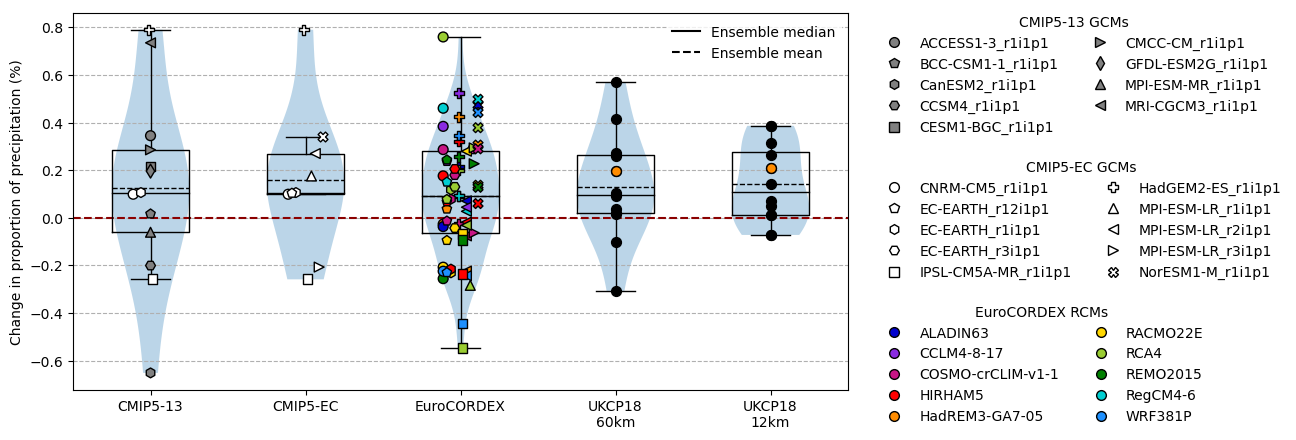 Change in proportion of precipitation (%)
0.8
0.6
0.4
0.2
0.0
−0.2
−0.4
−0.6
CMIP5-13
CMIP5-EC
EuroCORDEX
UKCP18
60km
UKCP18
12km
Ensemble median
Ensemble mean
CMIP5-13 GCMs
ACCESS1-3_r1i1p1
BCC-CSM1-1_r1i1p1
CanESM2_r1i1p1
CCSM4_r1i1p1
CESM1-BGC_r1i1p1
CMCC-CM_r1i1p1
GFDL-ESM2G_r1i1p1
MPI-ESM-MR_r1i1p1
MRI-CGCM3_r1i1p1
CMIP5-EC GCMs
CNRM-CM5_r1i1p1
EC-EARTH_r12i1p1
EC-EARTH_r1i1p1
EC-EARTH_r3i1p1
IPSL-CM5A-MR_r1i1p1
HadGEM2-ES_r1i1p1
MPI-ESM-LR_r1i1p1
MPI-ESM-LR_r2i1p1
MPI-ESM-LR_r3i1p1
NorESM1-M_r1i1p1
EuroCORDEX RCMs
ALADIN63
CCLM4-8-17
COSMO-crCLIM-v1-1
HIRHAM5
HadREM3-GA7-05
RACMO22E
RCA4
REMO2015
RegCM4-6
WRF381P